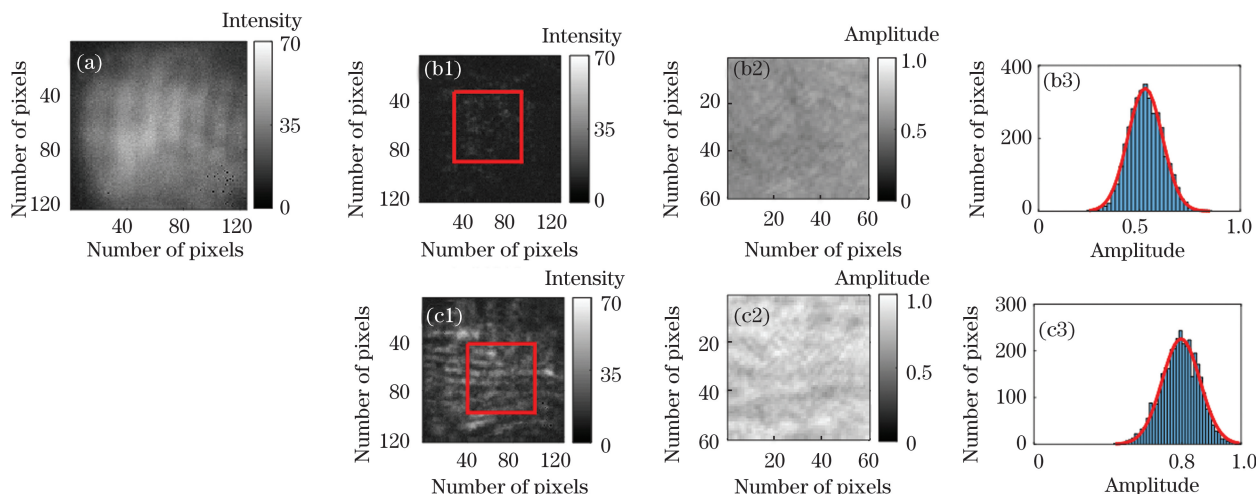 Intensity
70
35
0
(a)
40
80
120
40 80 120
Number of pixels
Number of pixels
Intensity
70
35
0
(b1)
40
80
120
40 80 120
Number of pixels
Number of pixels
Amplitude
1.0
0.5
0
(b2)
20
40
60
20 40 60
Number of pixels
Number of pixels
(b3)
400
200
0
0 0.5 1.0
Amplitude
Number of pixels
Intensity
70
35
0
(c1)
40
80
120
40 80 120
Number of pixels
Number of pixels
Amplitude
1.0
0.5
0
(c2)
20
40
60
20 40 60
Number of pixels
Number of pixels
(c3)
300
200
100
0
0 0.8 1.0
Amplitude
Number of pixels